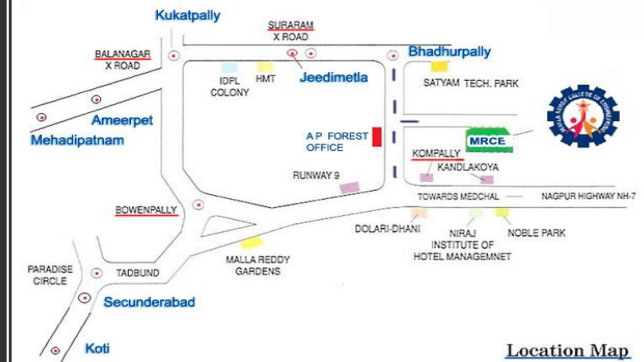 Kukatpally
SURARAM
X ROAD
BALANAGAR
X ROAD
Bhadhurpally
IDPL
COLONY
HMT
Jeedimetla
SATYAM TECH. PARK
Ameerpet
Mehadipatnam
A P FOREST
OFFICE
MRCE
KOMPALLY
KANDLAKOYA
RUNWAY 9
TOWARDS MEDCHAL
NAGPUR HIGHWAY NH-7
BOWENPALLY
DOLARI-DHANI
NIRAJ
INSTITUTE OF
HOTEL MANAGEMNET
NOBLE PARK
MALLA REDDY
GARDENS
PARADISE
CIRCLE
TADBUND
Secunderabad
Koti
Location Map